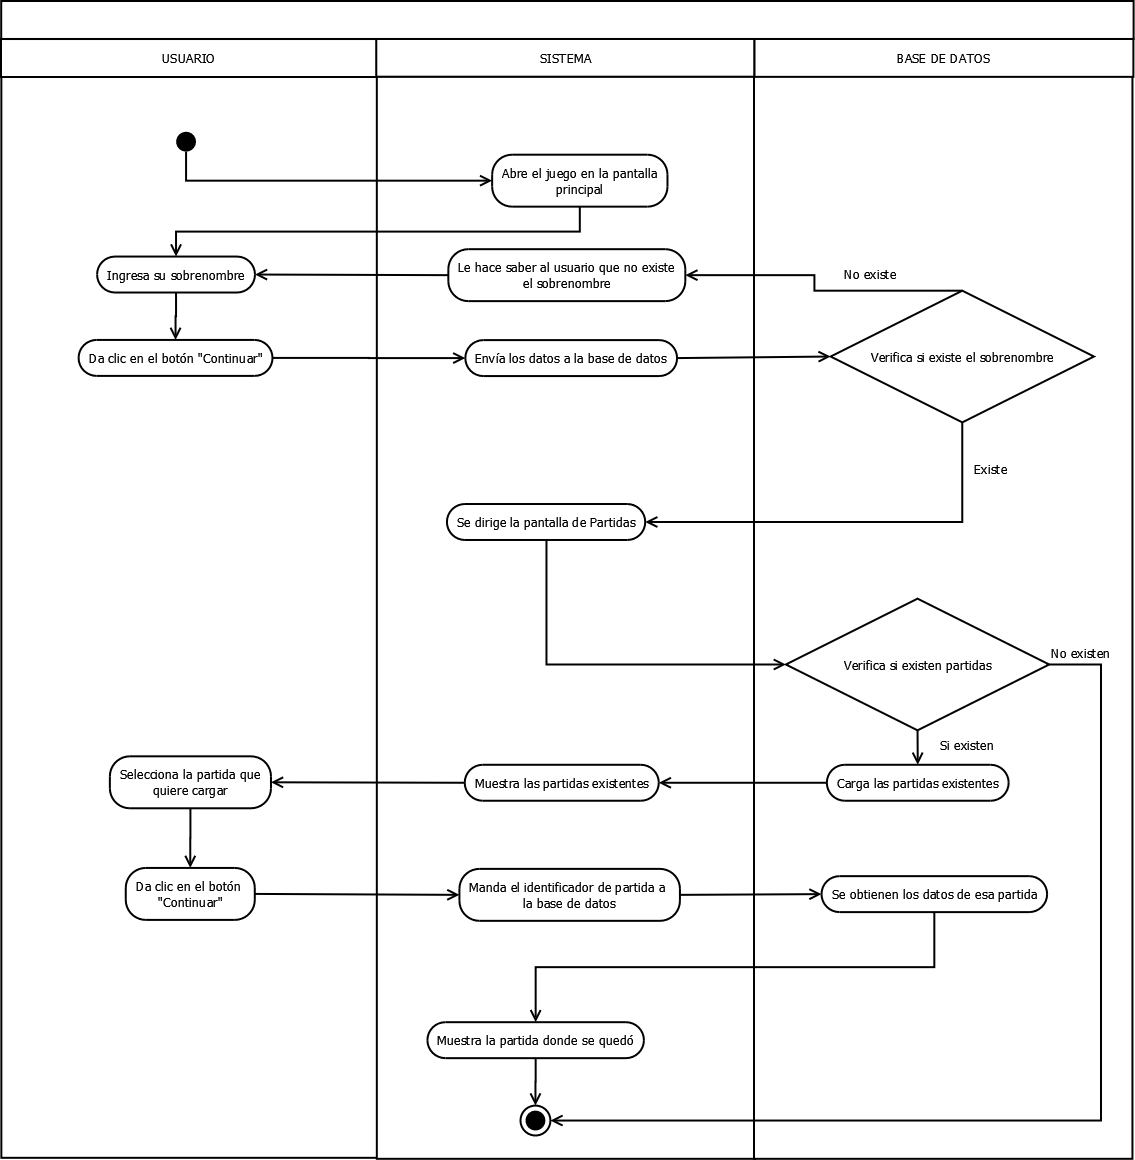 USUARIO
SISTEMA
BASE DE DATOS
Abre el juego en la pantalla
principal
Ingresa su sobrenombre
Le hace saber al usuario que no existe
el sobrenombre
No existe
Da clic en el botón "Continuar"
Envía los datos a la base de datos
Verifica si existe el sobrenombre
Existe
Se dirige la pantalla de Partidas
Verifica si existen partidas
No existen
Si existen
Selecciona la partida que
quiere cargar
Muestra las partidas existentes
Carga las partidas existentes
Da clic en el botón
"Continuar"
Manda el identificador de partida a
la base de datos
Se obtienen los datos de esa partida
Muestra la partida donde se quedó